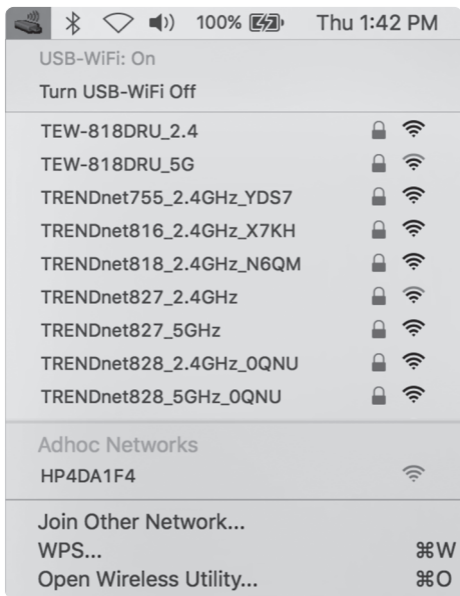 100% Thu 1:42 PM
USB-WiFi: On
Turn USB-WiFi Off
TEW-818DRU_2.4
TEW-818DRU_5G
TRENDnet755_2.4GHz_YDS7
TRENDnet816_2.4GHz_X7KH
TRENDnet818_2.4GHz_N6QM
TRENDnet827_2.4GHz
TRENDnet827_5GHz
TRENDnet828_2.4GHz_0QNU
TRENDnet828_5GHz_0QNU
Adhoc Networks
HP4DA1F4
Join Other Network...
WPS... ⌘W
Open Wireless Utility... ⌘O